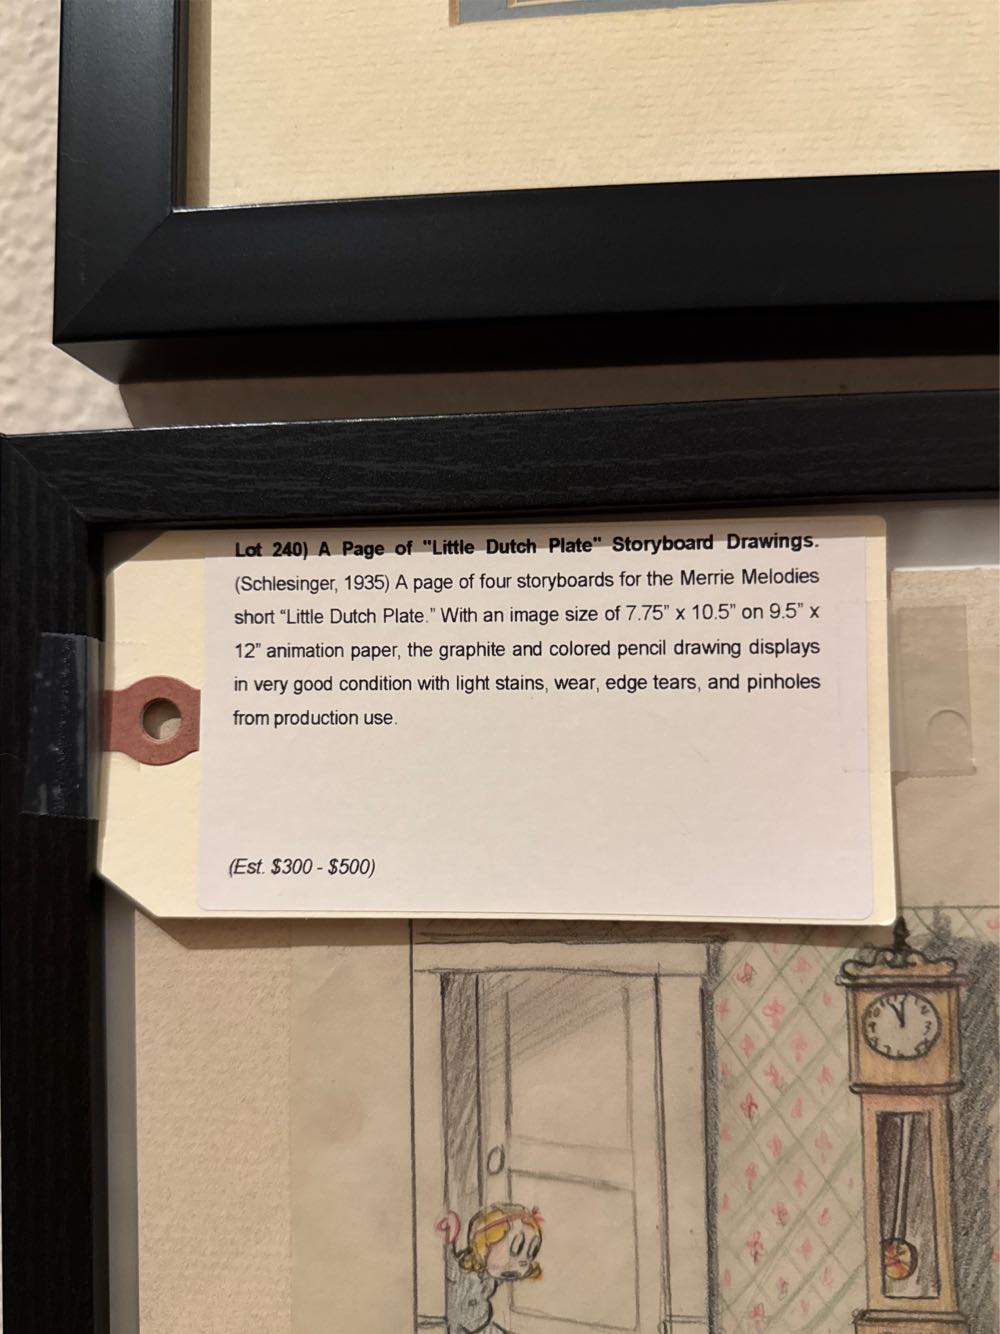 Lot 240) A Page of "Little Dutch Plate" Storyboard Drawings.
(Schlesinger, 1935) A page of four storyboards for the Merrie Melodies
short “Little Dutch Plate.” With an image size of 7.75” x 10.5” on 9.5” x
12” animation paper, the graphite and colored pencil drawing displays
in very good condition with light stains, wear, edge tears, and pinholes
from production use.
(Est. $300 - $500)